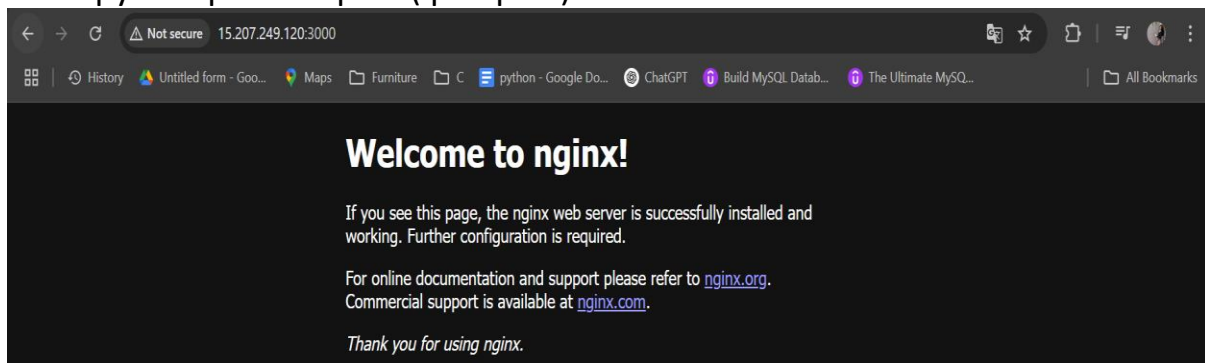 Not secure 15.207.249.120:3000
History Untitled form - Goo... Maps Furniture C python - Google Do... ChatGPT Build MySQL Datab... The Ultimate MySQ... All Bookmarks
Welcome to nginx!
If you see this page, the nginx web server is successfully installed and
working. Further configuration is required.
For online documentation and support please refer to nginx.org.
Commercial support is available at nginx.com.
Thank you for using nginx.